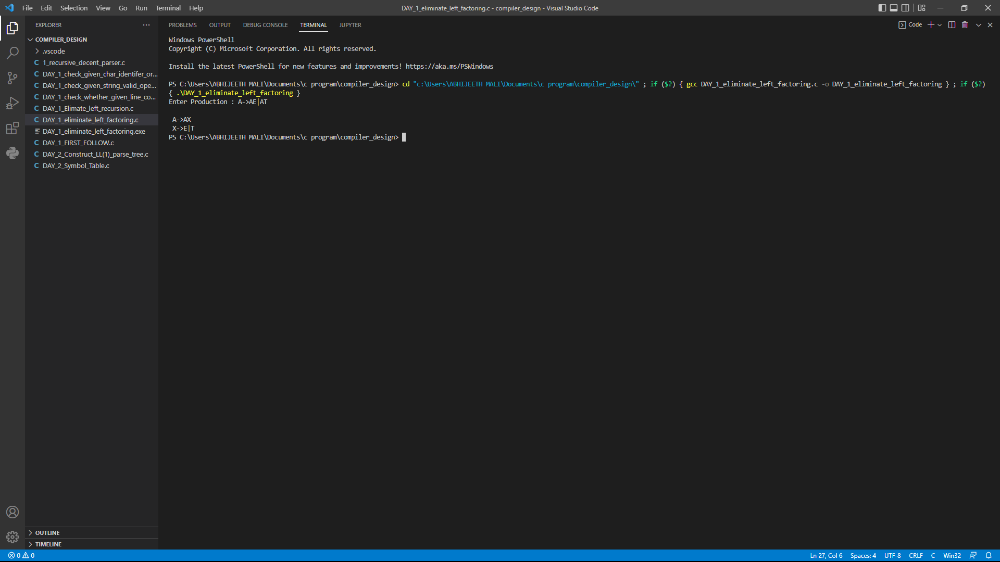 File Edit Selection View Go Run Terminal Help
DAY_1_eliminate_left_factoring.c - compiler_design - Visual Studio Code
EXPLORER
COMPILER_DESIGN
.vscode
C 1_recursive_decent_parser.c
C DAY_1_check_given_char_identifer_or...
C DAY_1_check_given_string_valid_ope...
C DAY_1_check_whether_given_line_co...
C DAY_1_Elimate_left_recursion.c
C DAY_1_eliminate_left_factoring.c
DAY_1_eliminate_left_factoring.exe
C DAY_1_FIRST_FOLLOW.c
C DAY_2_Construct_LL(1)_parse_tree.c
C DAY_2_Symbol_Table.c
OUTLINE
TIMELINE
PROBLEMS OUTPUT DEBUG CONSOLE TERMINAL JUPYTER
Code
Windows PowerShell
Copyright (C) Microsoft Corporation. All rights reserved.
Install the latest PowerShell for new features and improvements! https://aka.ms/PSWindows
PS C:\Users\ABHIJEETH MALI\Documents\c program\compiler_design> cd "c:\Users\ABHIJEETH MALI\Documents\c program\compiler_design\" ; if ($?) { gcc DAY_1_eliminate_left_factoring.c -o DAY_1_eliminate_left_factoring } ; if ($?)
{ .\DAY_1_eliminate_left_factoring }
Enter Production : A->AE|AT
A->AX
X->E|T
PS C:\Users\ABHIJEETH MALI\Documents\c program\compiler_design>
0 0
Ln 27, Col 6 Spaces: 4 UTF-8 CRLF C Win32